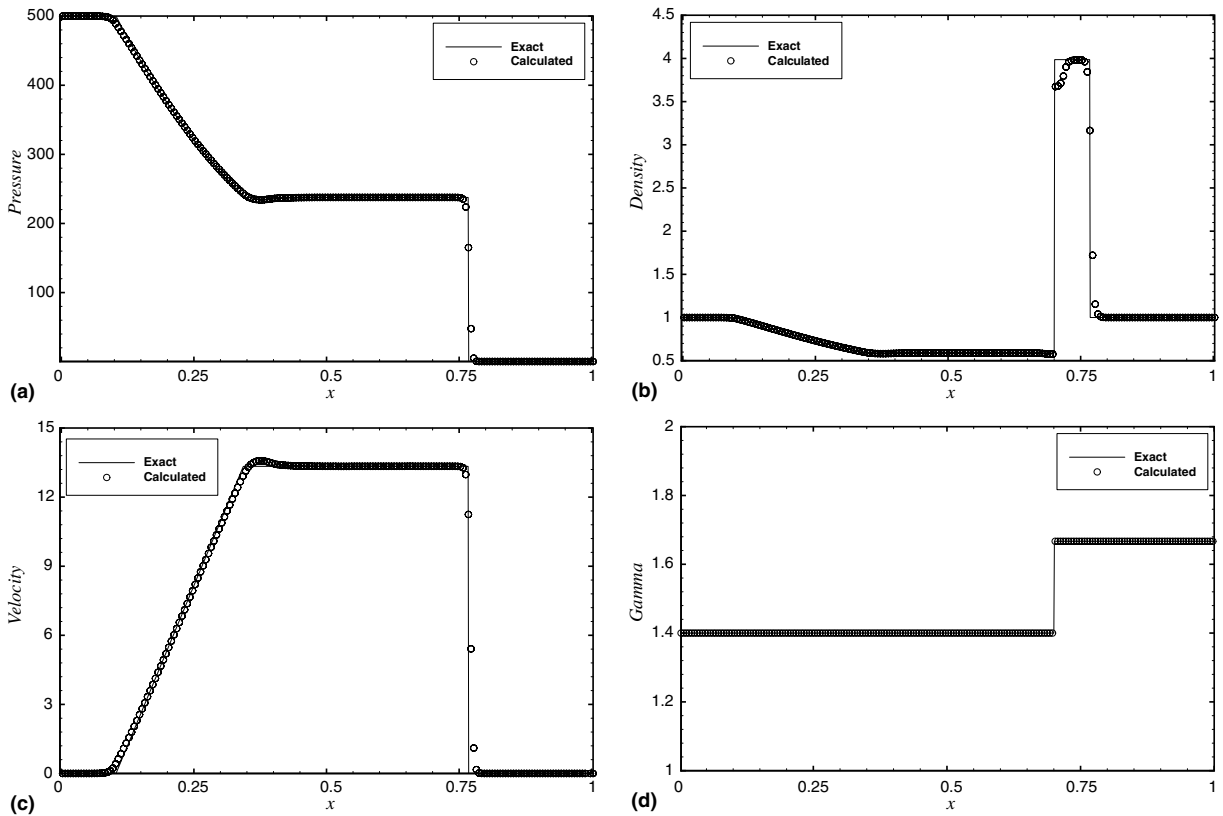 500
400
300
200
100
Pressure
Exact
Calculated
0
0.25
0.5
0.75
1
x
(a)
4.5
4
3.5
3
2.5
2
1.5
1
0.5
Density
Exact
Calculated
0
0.25
0.5
0.75
1
x
(b)
15
12
9
6
3
0
Velocity
Exact
Calculated
0
0.25
0.5
0.75
1
x
(c)
2
1.8
1.6
1.4
1.2
1
Gamma
Exact
Calculated
0
0.25
0.5
0.75
1
x
(d)